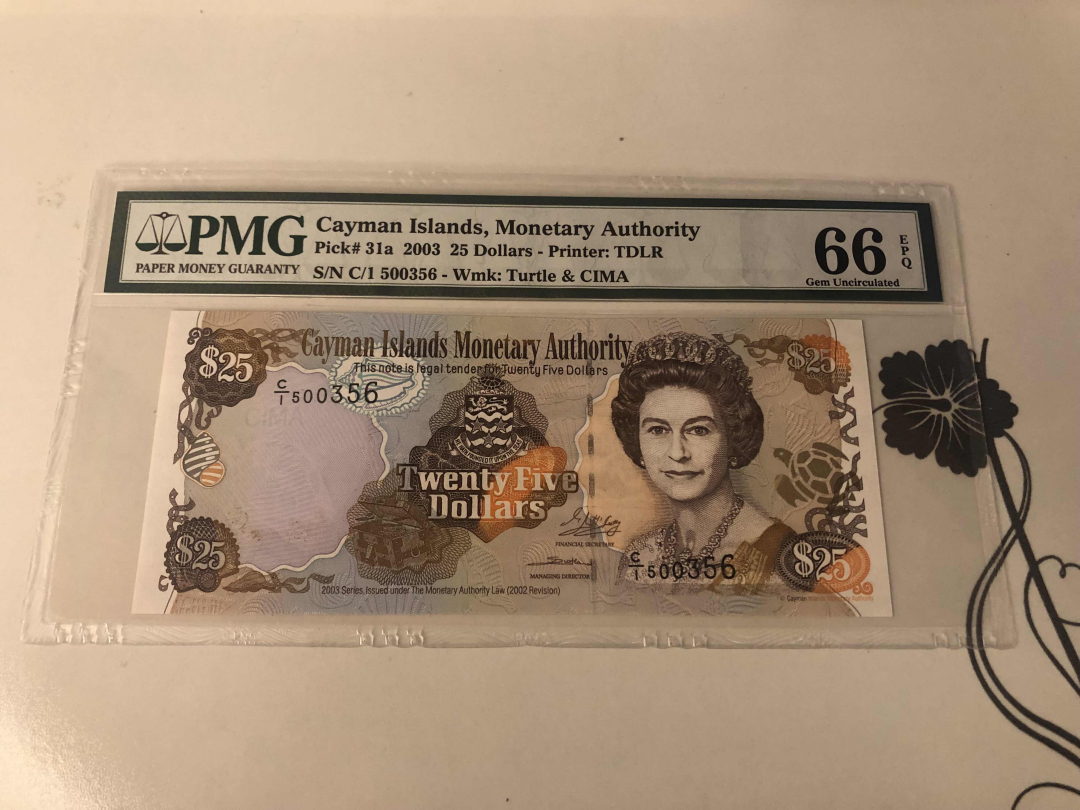 PMG
PAPER MONEY GUARANTY
Cayman Islands, Monetary Authority
Pick# 31a 2003 25 Dollars - Printer: TDLR
S/N C/1 500356 - Wmk: Turtle & CIMA
66 EPQ
Gem Uncirculated
Cayman Islands Monetary Authority
This note is legal tender for Twenty Five Dollars
$25
$25
C/I 500356
Twenty Five
Dollars
FINANCIAL SECRETARY
MANAGING DIRECTOR
C/I 500356
$25
$25
2003 Series, Issued under The Monetary Authority Law (2002 Revision)
© Cayman